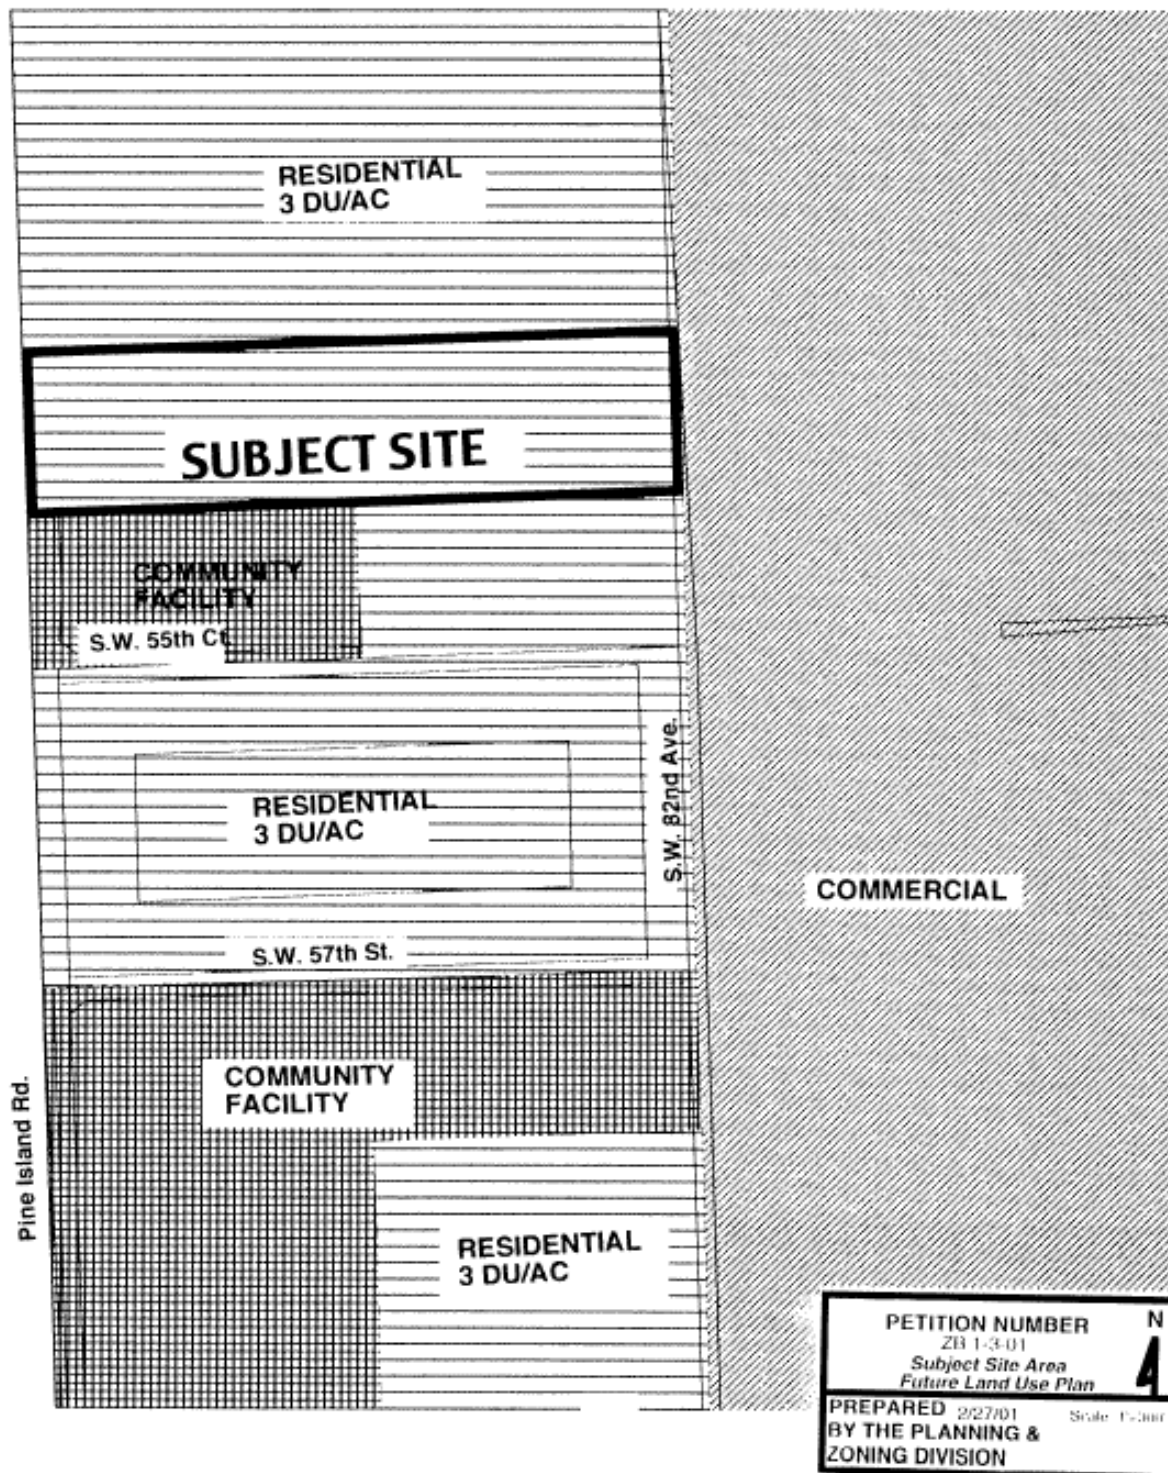 RESIDENTIAL
3 DU/AC
SUBJECT SITE
COMMUNITY
FACILITY
S.W. 55th Ct.
RESIDENTIAL
3 DU/AC
S.W. 82nd Ave.
COMMERCIAL
S.W. 57th St.
COMMUNITY
FACILITY
Pine Island Rd.
RESIDENTIAL
3 DU/AC
PETITION NUMBER
N
ZB 1-3-01
Subject Site Area
Future Land Use Plan
PREPARED 2/27/01
Scale
BY THE PLANNING &
ZONING DIVISION